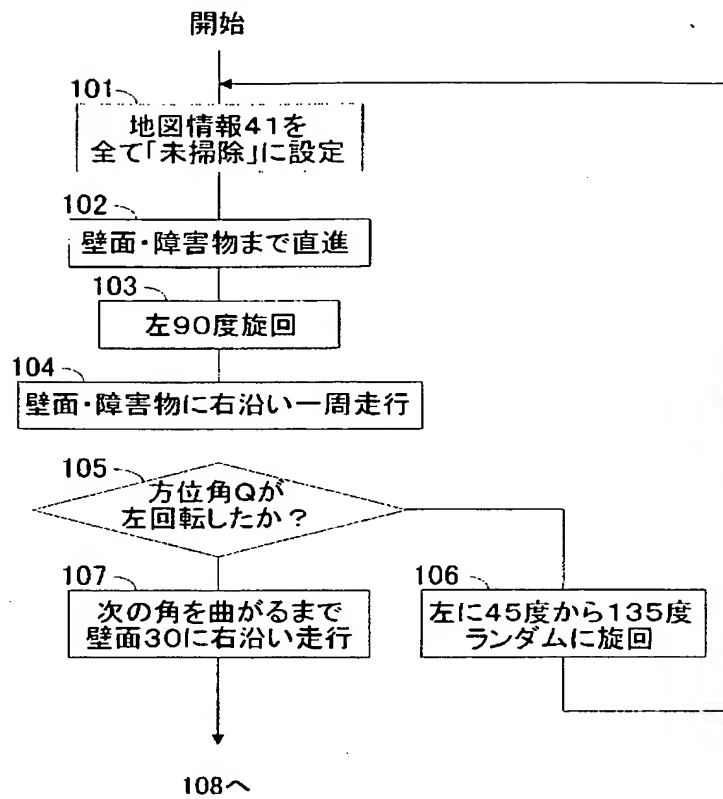 開始
101
地図情報41を
全て「未掃除」に設定
102
壁面・障害物まで直進
103
左90度旋回
104
壁面・障害物に右沿い一周走行
105
方位角Qが
左回転したか？
107
次の角を曲がるまで
壁面30に右沿い走行
106
左に45度から135度
ランダムに旋回
108へ